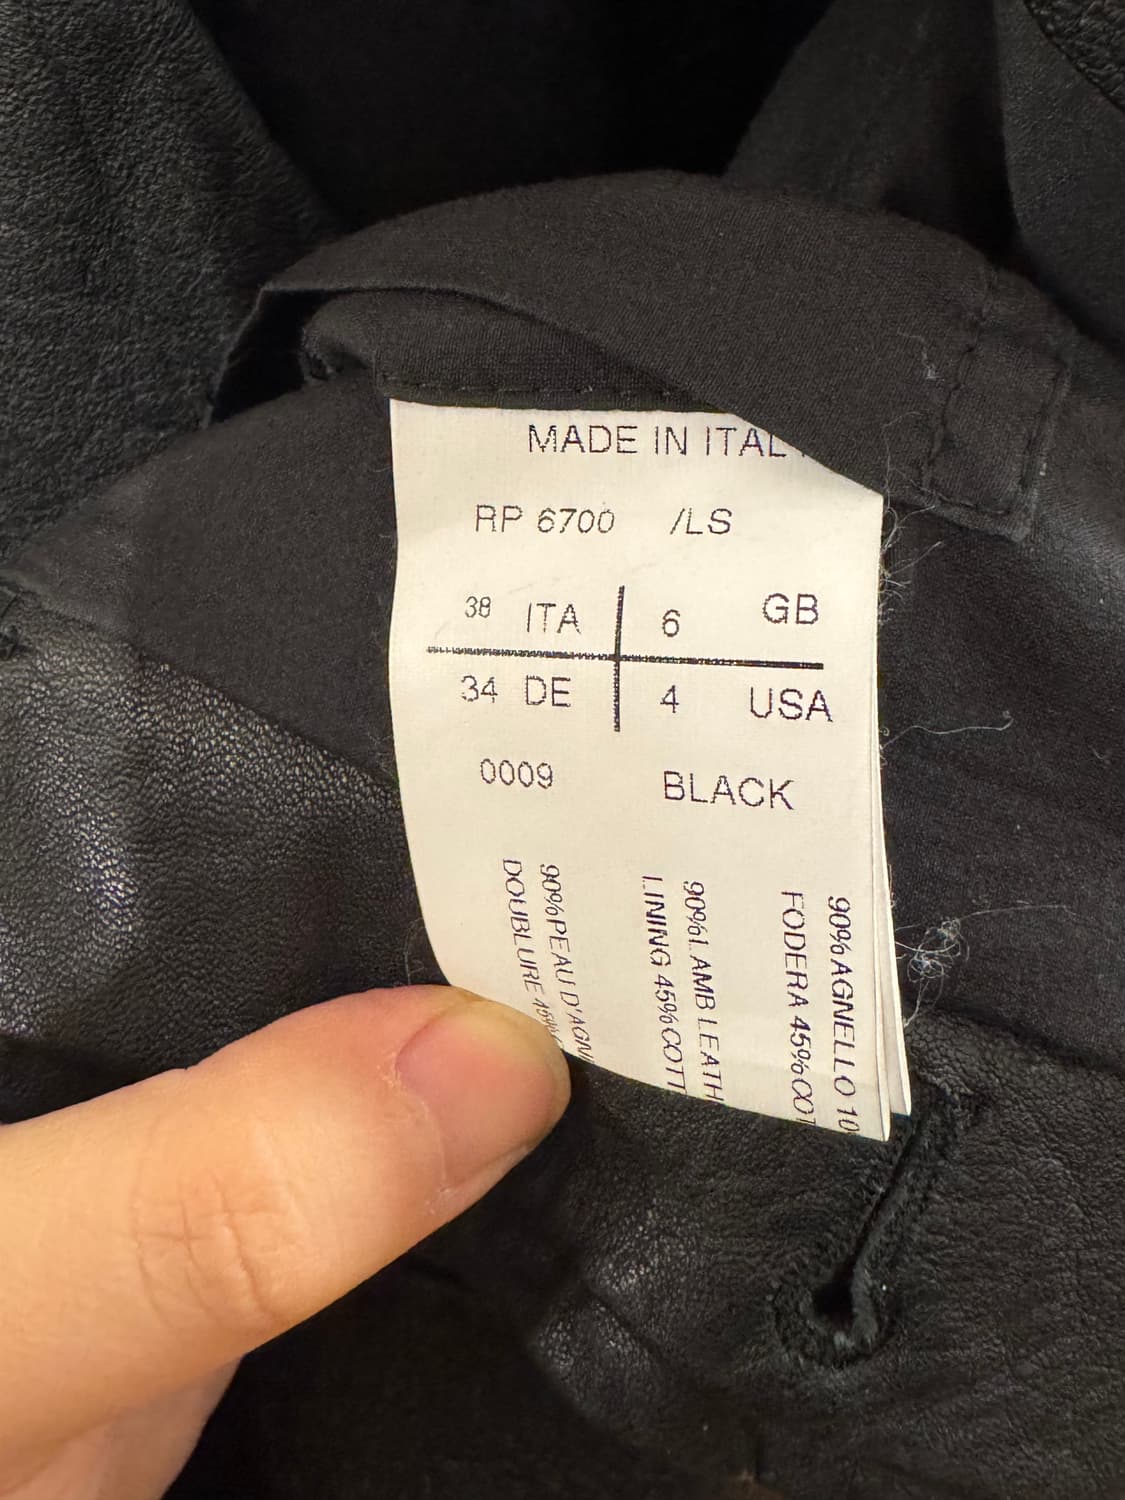 MADE IN ITAL
RP 6700 /LS
38 ITA 6 GB
34 DE 4 USA
0009 BLACK
90%AGNELLO 10
FODERA 45%COT
90%LAMB LEATH
LINING 45%COTT
90%PEAU D'AGN
DOUBLURE 45%